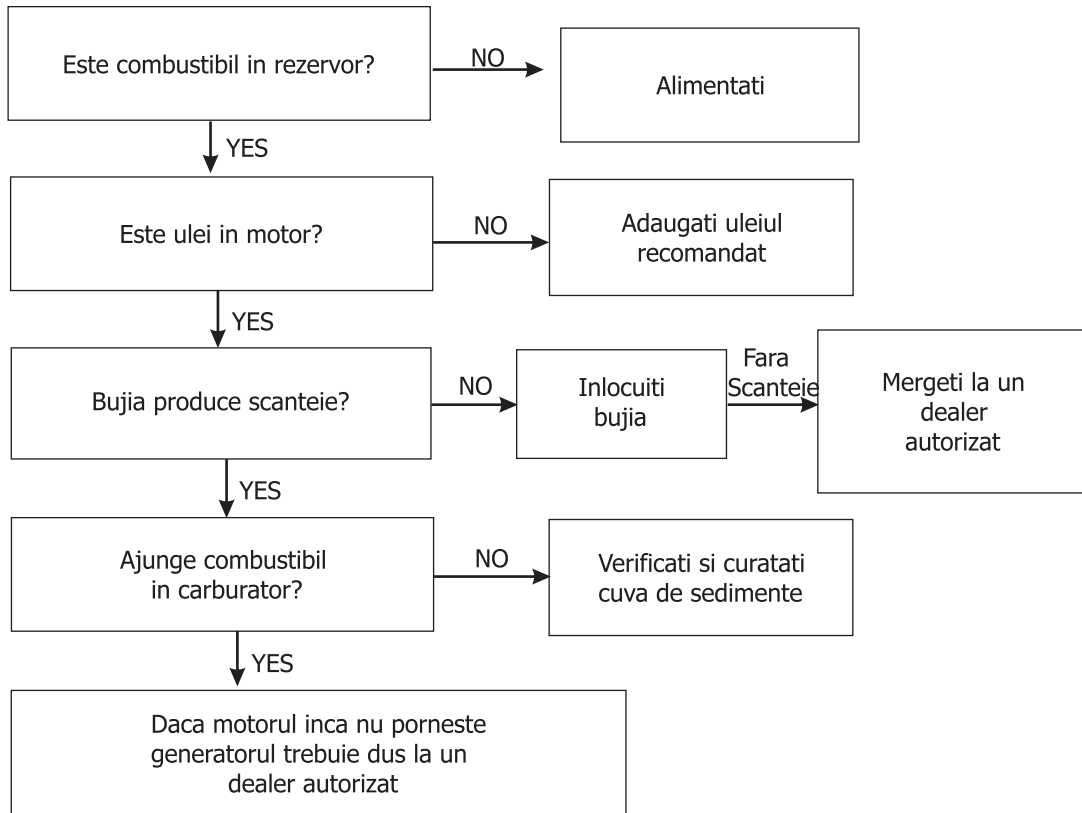 Este combustibil in rezervor?
NO
Alimentati
YES
Este ulei in motor?
NO
Adaugati uleiul
recomandat
YES
Bujia produce scanteie?
NO
Inlocuiti
bujia
Fara
Scanteie
Mergeti la un
dealer
autorizat
YES
Ajunge combustibil
in carburator?
NO
Verificati si curatati
cuva de sedimente
YES
Daca motorul inca nu porneste
generatorul trebuie dus la un
dealer autorizat